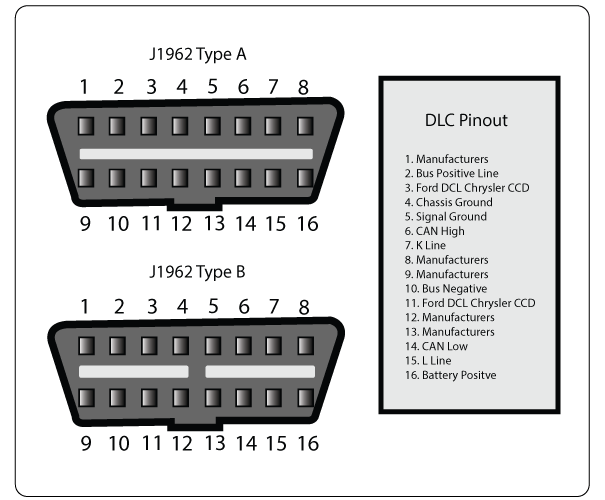 J1962 Type A
1 2 3 4 5 6 7 8
9 10 11 12 13 14 15 16
J1962 Type B
1 2 3 4 5 6 7 8
9 10 11 12 13 14 15 16
DLC Pinout
1. Manufacturers
2. Bus Positive Line
3. Ford DCL Chrysler CCD
4. Chassis Ground
5. Signal Ground
6. CAN High
7. K Line
8. Manufacturers
9. Manufacturers
10. Bus Negative
11. Ford DCL Chrysler CCD
12. Manufacturers
13. Manufacturers
14. CAN Low
15. L Line
16. Battery Positve